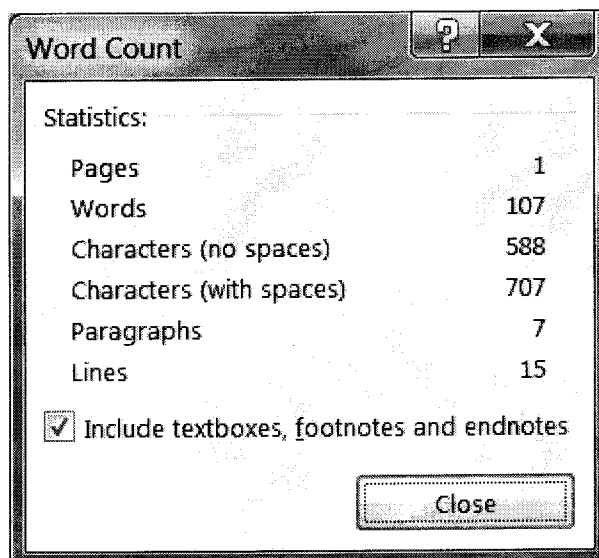 Word Count
Statistics:
Pages 1
Words 107
Characters (no spaces) 588
Characters (with spaces) 707
Paragraphs 7
Lines 15
Include textboxes, footnotes and endnotes
Close